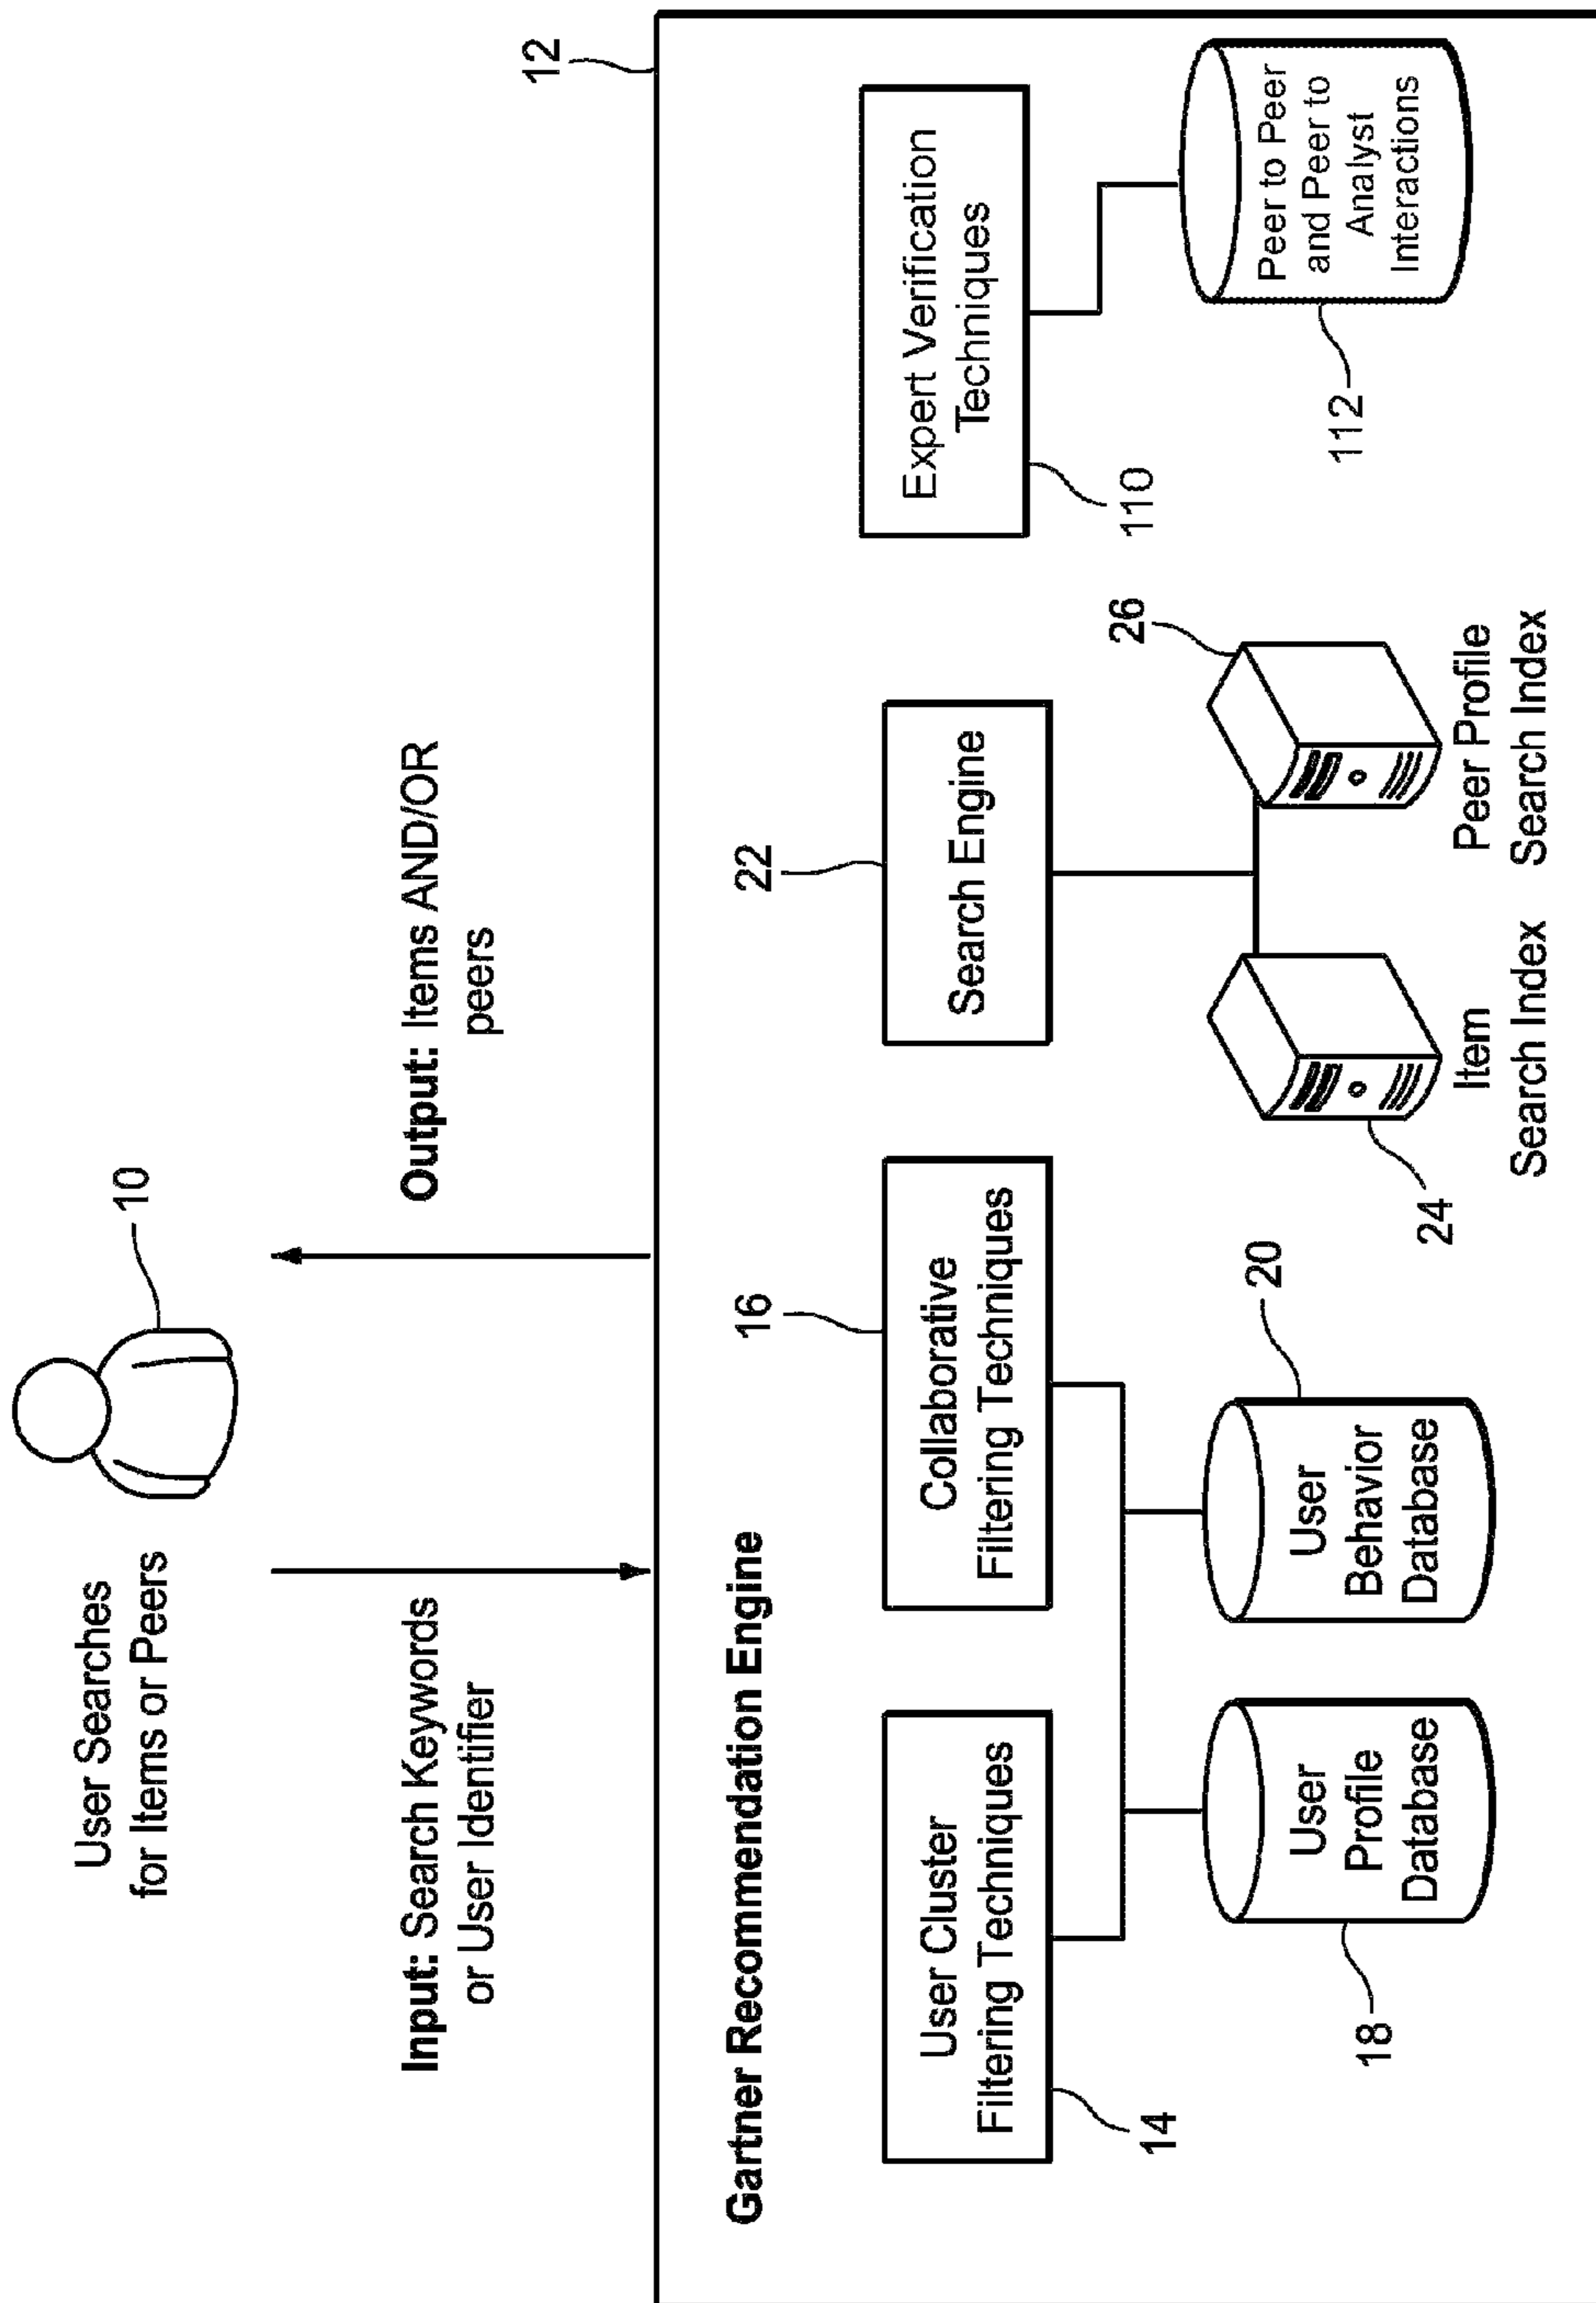 User Searches
for Items or Peers
10
Input: Search Keywords
or User Identifier
Output: Items AND/OR
peers
12
Gartner Recommendation Engine
User Cluster
Filtering Techniques
14
16
Collaborative
Filtering Techniques
User
Profile
Database
18
User
Behavior
Database
20
22
Search Engine
24
Item
Search Index
26
Peer Profile
Search Index
Expert Verification
Techniques
110
Peer to Peer
and Peer to
Analyst
Interactions
112